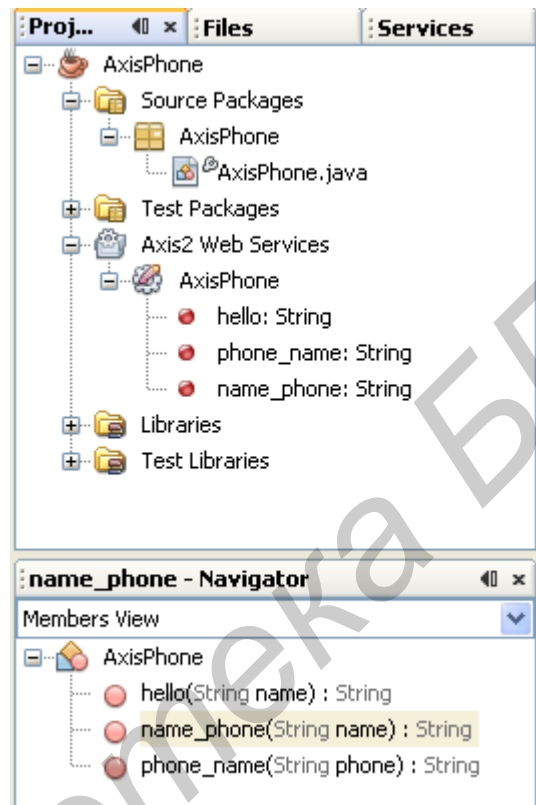 Proj... Files Services
AxisPhone
Source Packages
AxisPhone
AxisPhone.java
Test Packages
Axis2 Web Services
AxisPhone
hello: String
phone_name: String
name_phone: String
Libraries
Test Libraries
name_phone - Navigator
Members View
AxisPhone
hello(String name) : String
name_phone(String name) : String
phone_name(String phone) : String